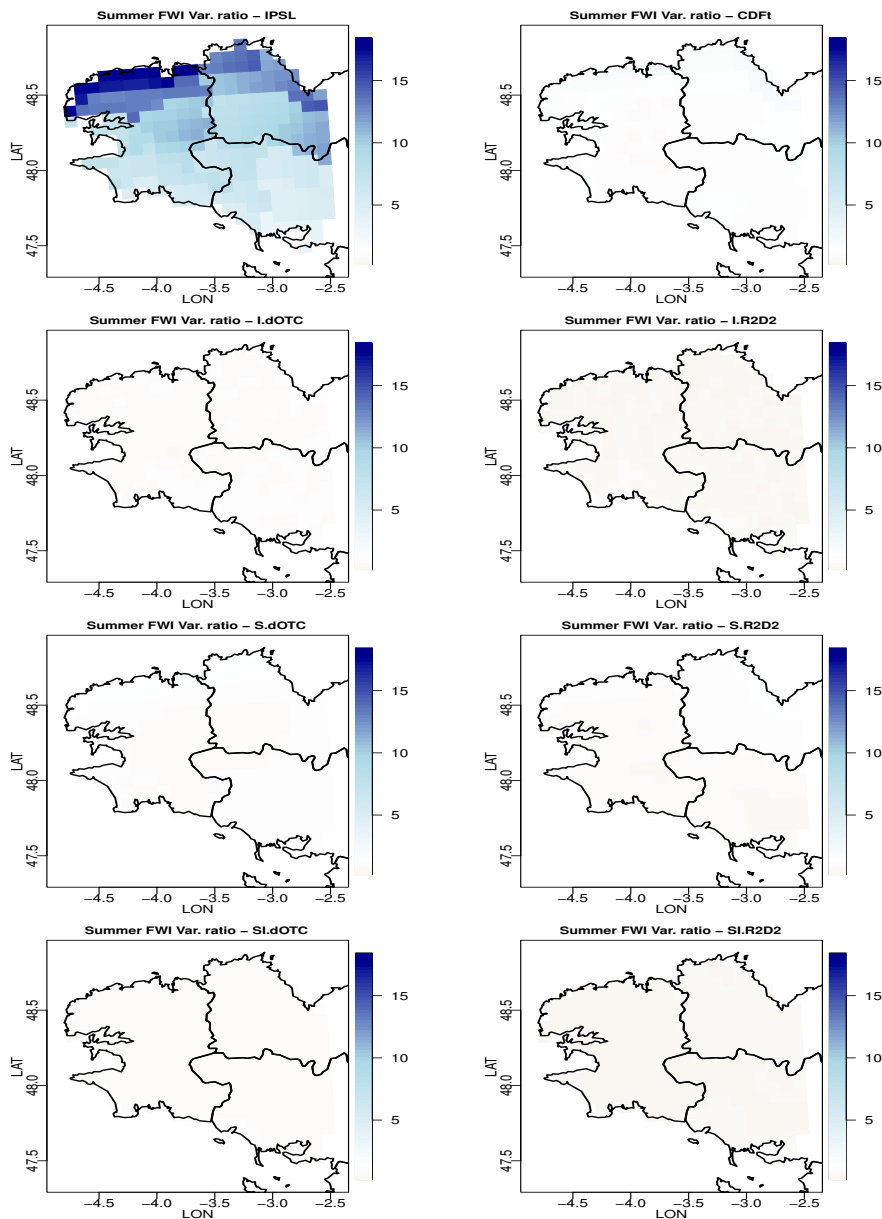 Summer FWI Var. ratio − IPSL
LAT
48.5
48.0
47.5
−4.5 −4.0 −3.5 −3.0 −2.5
LON
15
10
5
Summer FWI Var. ratio − CDFt
LAT
48.5
48.0
47.5
−4.5 −4.0 −3.5 −3.0 −2.5
LON
15
10
5
Summer FWI Var. ratio − I.dOTC
LAT
48.5
48.0
47.5
−4.5 −4.0 −3.5 −3.0 −2.5
LON
15
10
5
Summer FWI Var. ratio − I.R2D2
LAT
48.5
48.0
47.5
−4.5 −4.0 −3.5 −3.0 −2.5
LON
15
10
5
Summer FWI Var. ratio − S.dOTC
LAT
48.5
48.0
47.5
−4.5 −4.0 −3.5 −3.0 −2.5
LON
15
10
5
Summer FWI Var. ratio − S.R2D2
LAT
48.5
48.0
47.5
−4.5 −4.0 −3.5 −3.0 −2.5
LON
15
10
5
Summer FWI Var. ratio − SI.dOTC
LAT
48.5
48.0
47.5
−4.5 −4.0 −3.5 −3.0 −2.5
LON
15
10
5
Summer FWI Var. ratio − SI.R2D2
LAT
48.5
48.0
47.5
−4.5 −4.0 −3.5 −3.0 −2.5
LON
15
10
5